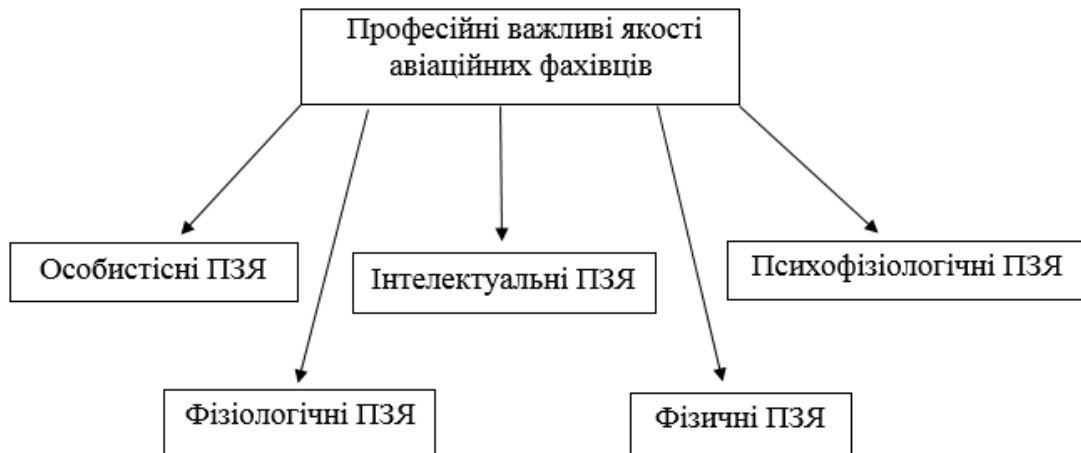 Професійні важливі якості
авіаційних фахівців
Особистісні ПЗЯ
Інтелектуальні ПЗЯ
Психофізіологічні ПЗЯ
Фізіологічні ПЗЯ
Фізичні ПЗЯ